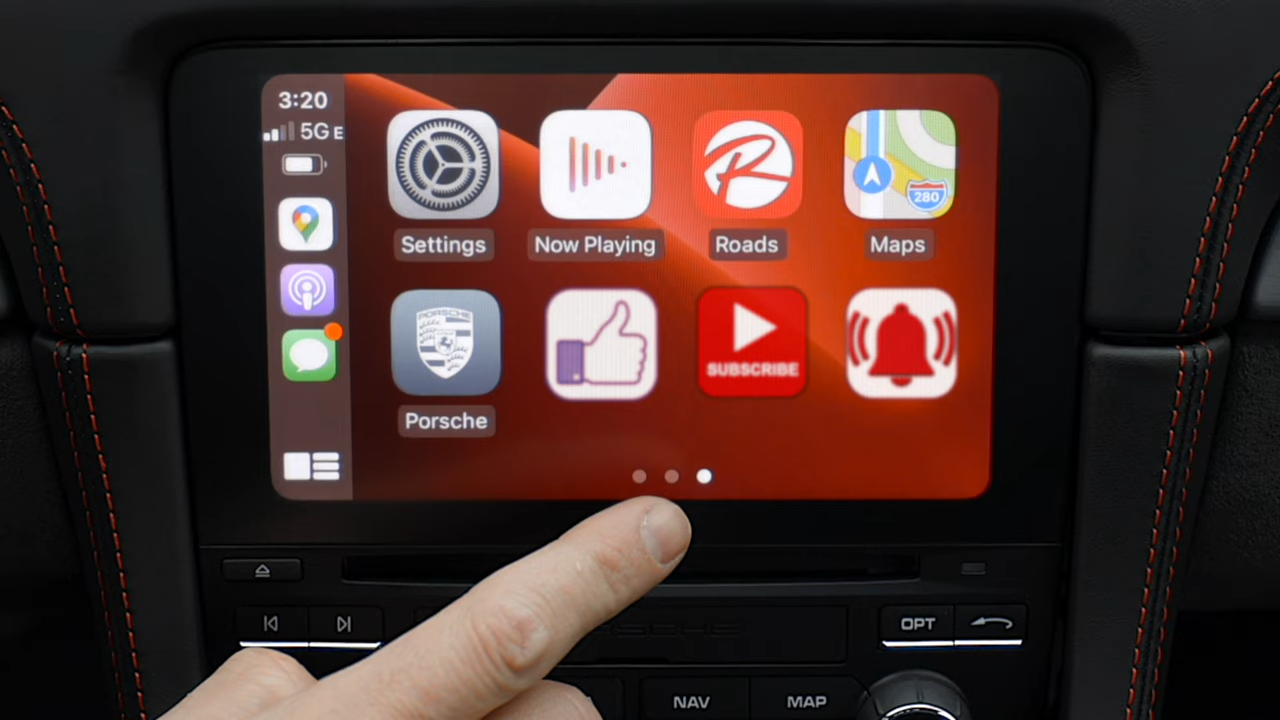 3:20
5G E
Settings
Now Playing
Roads
Maps
280
R
PORSCHE
Porsche
SUBSCRIBE
OPT
NAV
MAP